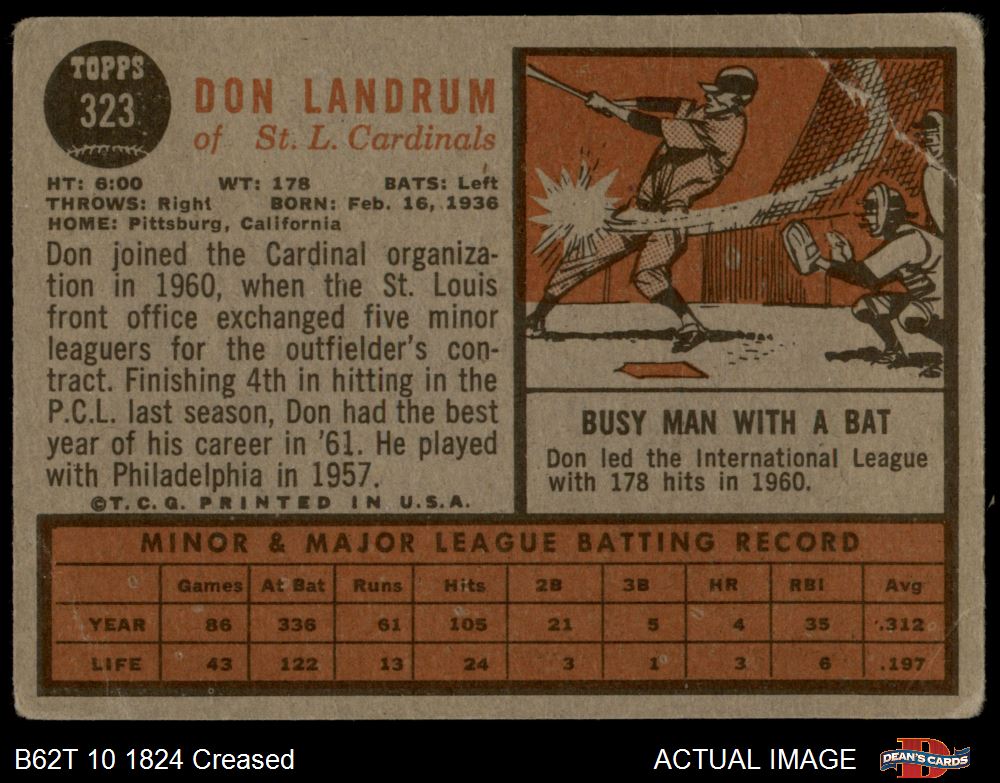 TOPPS
323
DON LANDRUM
of St. L. Cardinals
HT: 6:00 WT: 178 BATS: Left
THROWS: Right BORN: Feb. 16, 1936
HOME: Pittsburg, California
Don joined the Cardinal organiza-
tion in 1960, when the St. Louis
front office exchanged five minor
leaguers for the outfielder's con-
tract. Finishing 4th in hitting in the
P.C.L. last season, Don had the best
year of his career in '61. He played
with Philadelphia in 1957.
©T.C.G. PRINTED IN U.S.A.
BUSY MAN WITH A BAT
Don led the International League
with 178 hits in 1960.
MINOR & MAJOR LEAGUE BATTING RECORD
Games At Bat Runs Hits 2B 3B HR RBI Avg
YEAR 86 336 61 105 21 5 4 35 .312
LIFE 43 122 13 24 3 1 3 6 .197
B62T 10 1824 Creased
ACTUAL IMAGE
D
DEAN'S CARDS